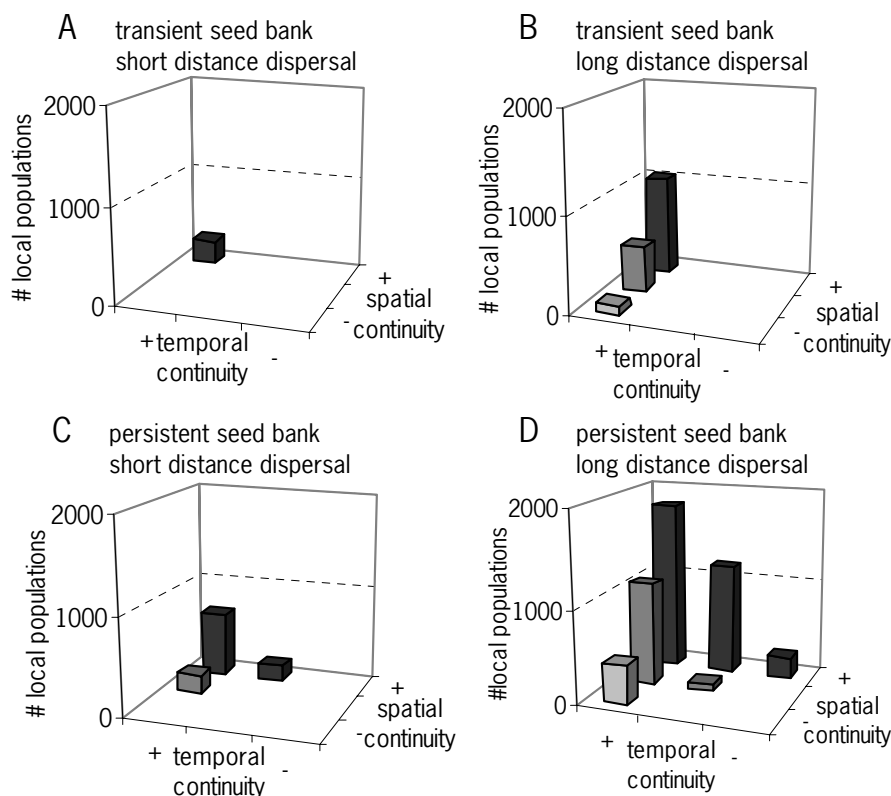 A transient seed bank
short distance dispersal
2000
1000
0
# local populations
+ temporal
continuity -
+
spatial
- continuity
B transient seed bank
long distance dispersal
2000
1000
0
# local populations
+ temporal -
continuity
+
spatial
- continuity
C persistent seed bank
short distance dispersal
2000
1000
0
# local populations
+ temporal -
continuity
+
spatial
- continuity
D persistent seed bank
long distance dispersal
2000
1000
0
#local populations
+ temporal -
continuity
+
spatial
- continuity